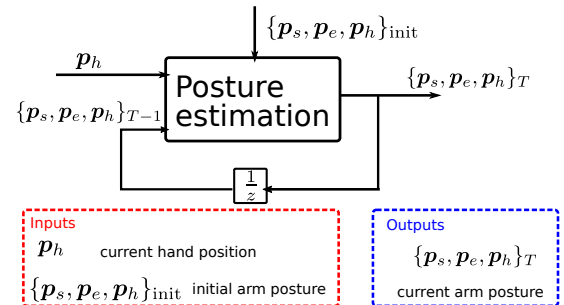 {p_s, p_e, p_h}_init
p_h
Posture
estimation
{p_s, p_e, p_h}_T
{p_s, p_e, p_h}_{T−1}
1/z
Inputs
p_h current hand position
{p_s, p_e, p_h}_init initial arm posture
Outputs
{p_s, p_e, p_h}_T
current arm posture